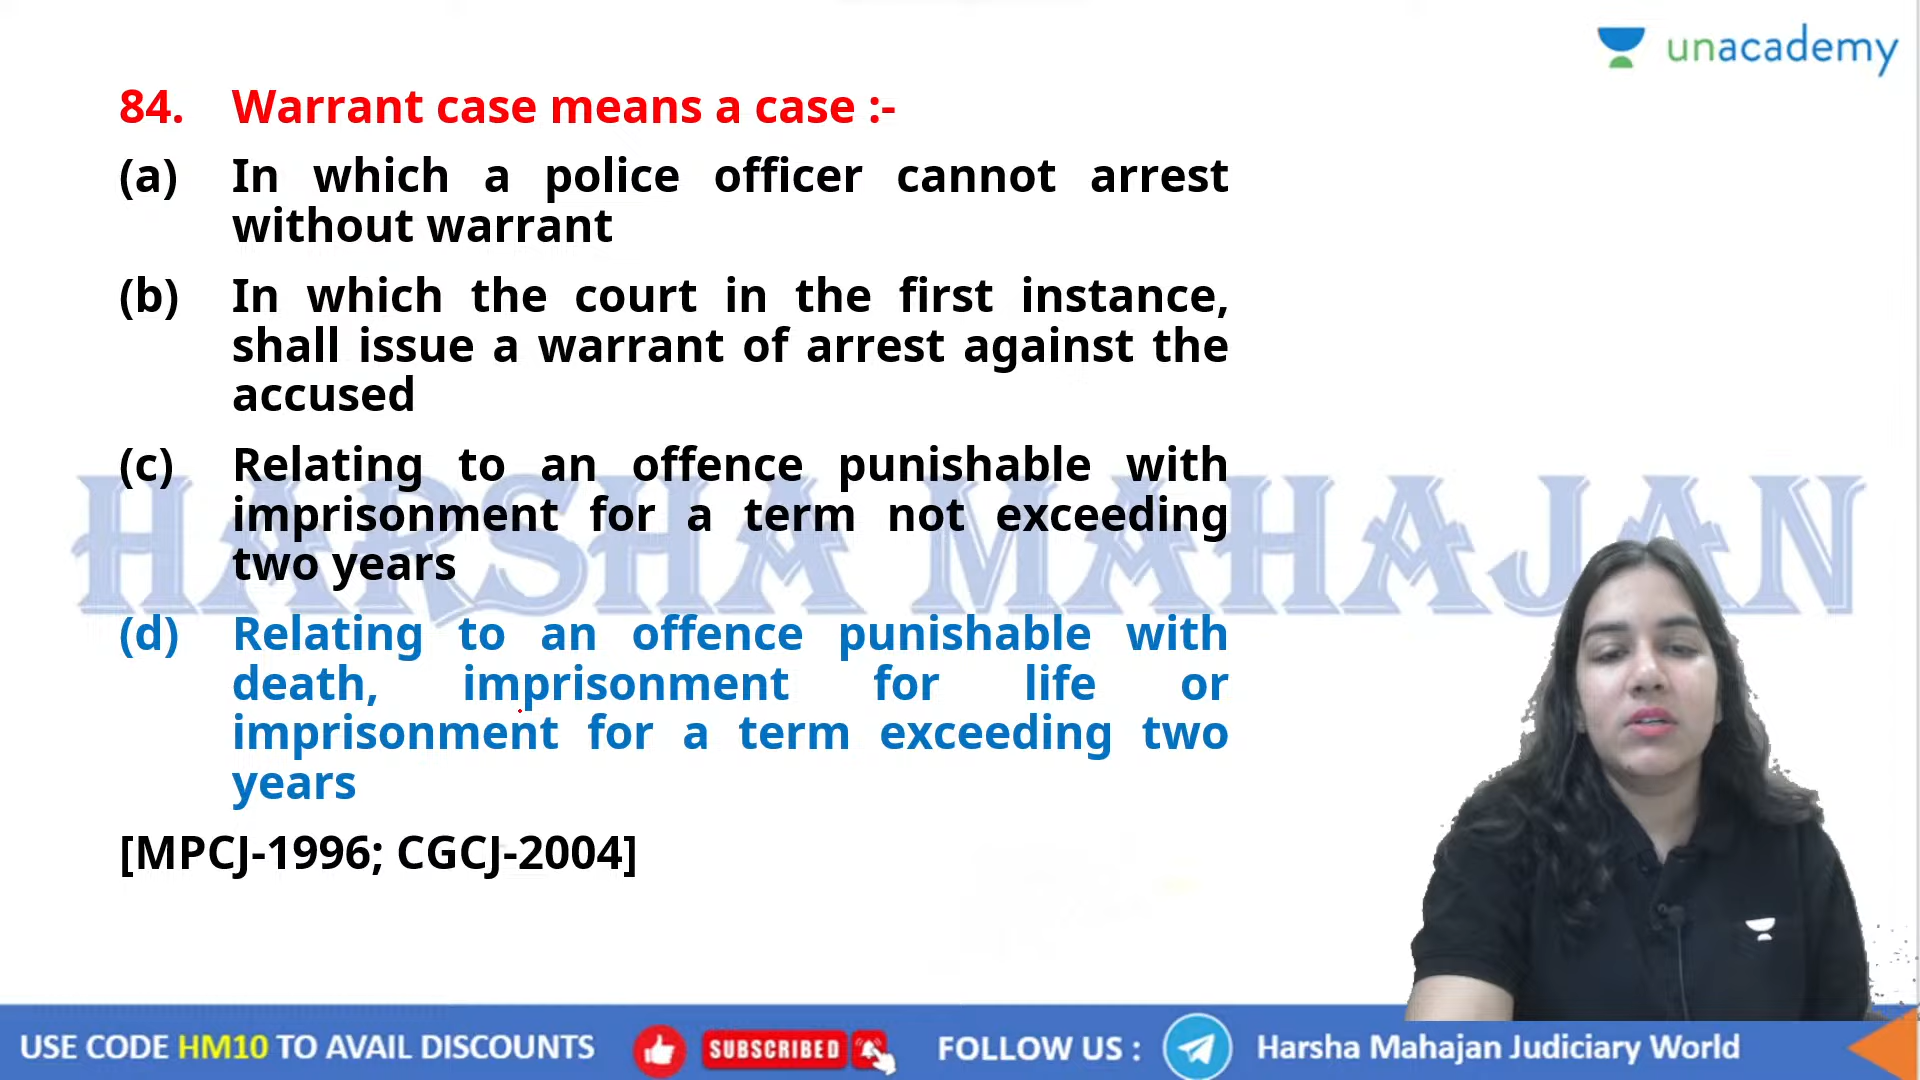 unacademy
84. Warrant case means a case :-
(a) In which a police officer cannot arrest
without warrant
(b) In which the court in the first instance,
shall issue a warrant of arrest against the
accused
(c) Relating to an offence punishable with
imprisonment for a term not exceeding
two years
HARSHA MAHAJAN
(d) Relating to an offence punishable with
death, imprisonment for life or
imprisonment for a term exceeding two
years
[MPCJ-1996; CGCJ-2004]
USE CODE HM10 TO AVAIL DISCOUNTS SUBSCRIBED FOLLOW US : Harsha Mahajan Judiciary World